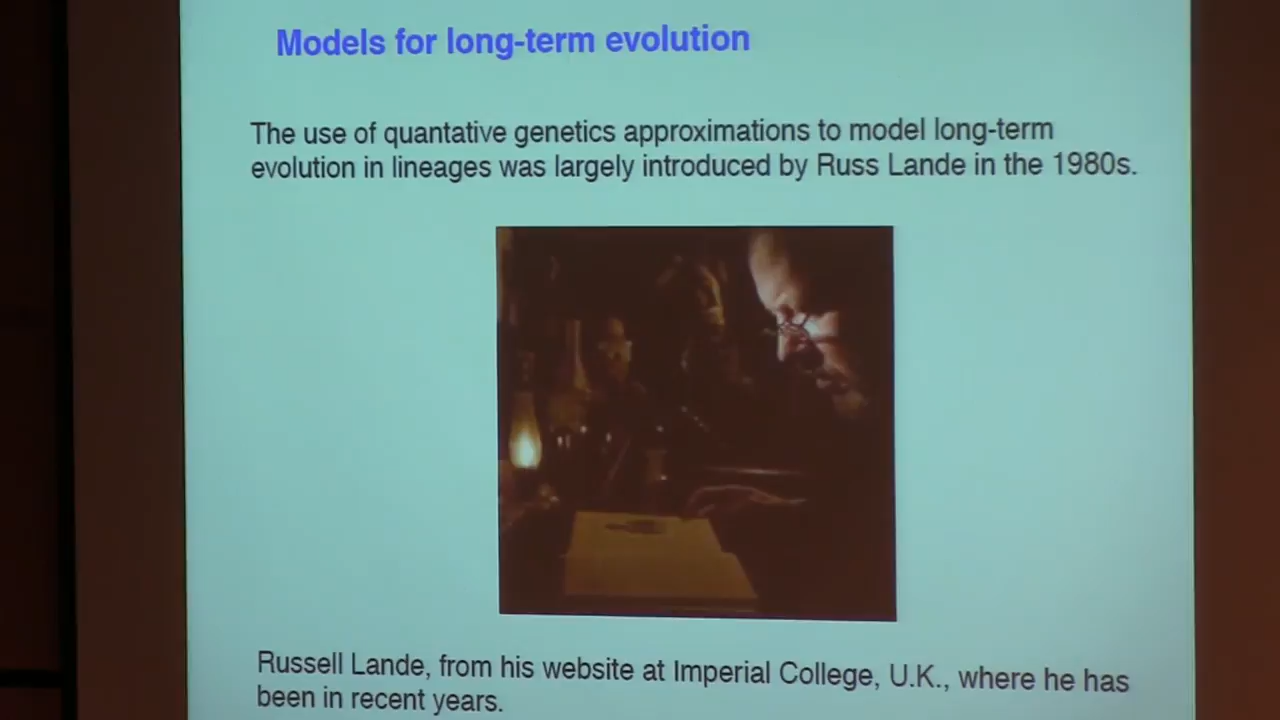 Models for long-term evolution
The use of quantative genetics approximations to model long-term
evolution in lineages was largely introduced by Russ Lande in the 1980s.
Russell Lande, from his website at Imperial College, U.K., where he has
been in recent years.